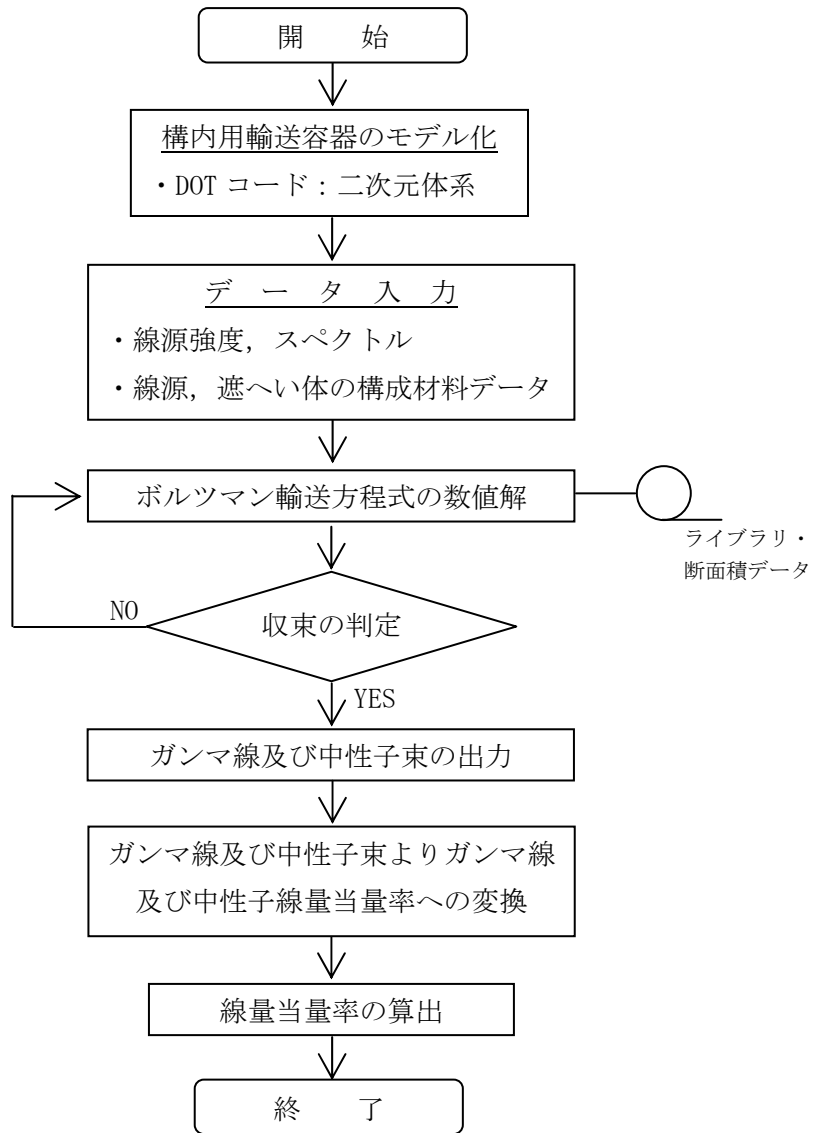 開　始
構内用輸送容器のモデル化
・DOT コード：二次元体系
データ入力
・線源強度，スペクトル
・線源，遮へい体の構成材料データ
ボルツマン輸送方程式の数値解
ライブラリ・
断面積データ
収束の判定
NO
YES
ガンマ線及び中性子束の出力
ガンマ線及び中性子束よりガンマ線
及び中性子線量当量率への変換
線量当量率の算出
終　了